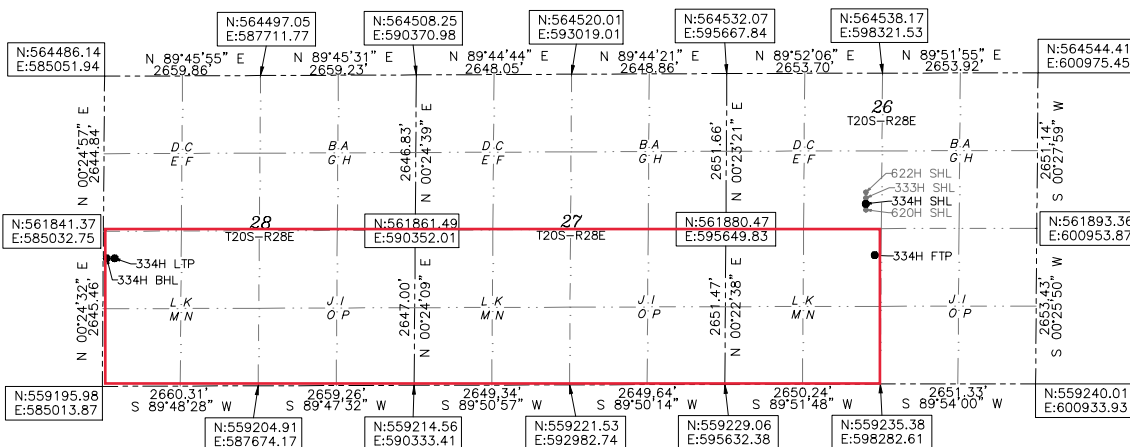 N:564486.14
E:585051.94
N:564497.05
E:587711.77
N:564508.25
E:590370.98
N:564520.01
E:593019.01
N:564532.07
E:595667.84
N:564538.17
E:598321.53
N:564544.41
E:600975.45
N 89°45'55" E
2659.86'
N 89°45'31" E
2659.23'
N 89°44'44" E
2648.05'
N 89°44'21" E
2648.86'
N 89°52'06" E
2653.70'
N 89°51'55" E
2653.92'
N 00°24'57" E
2644.84'
2646.83'
N 00°24'39" E
2651.66'
N 00°23'21" E
2651.14'
S 00°27'59" W
26
T20S-R28E
D C
E F
B A
G H
D C
E F
B A
G H
D C
E F
B A
G H
622H SHL
333H SHL
334H SHL
620H SHL
N:561841.37
E:585032.75
28
T20S-R28E
N:561861.49
E:590352.01
27
T20S-R28E
N:561880.47
E:595649.83
N:561893.36
E:600953.87
334H LTP
334H BHL
334H FTP
N 00°24'32" E
2645.46'
2647.00'
N 00°24'09" E
2651.47'
N 00°22'38" E
2653.43'
S 00°25'50" W
L K
M N
J I
O P
L K
M N
J I
O P
L K
M N
J I
O P
N:559195.98
E:585013.87
2660.31'
S 89°48'28" W
2659.26'
S 89°47'32" W
2649.34'
S 89°50'57" W
2649.64'
S 89°50'14" W
2650.24'
S 89°51'48" W
2651.33'
S 89°54'00" W
N:559240.01
E:600933.93
N:559204.91
E:587674.17
N:559214.56
E:590333.41
N:559221.53
E:592982.74
N:559229.06
E:595632.38
N:559235.38
E:598282.61